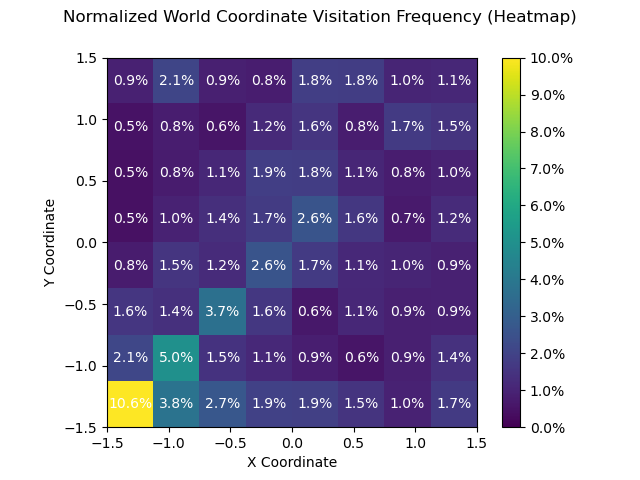 Normalized World Coordinate Visitation Frequency (Heatmap)
1.5
1.0
0.5
0.0
−0.5
−1.0
−1.5
Y Coordinate
0.9% 2.1% 0.9% 0.8% 1.8% 1.8% 1.0% 1.1%
0.5% 0.8% 0.6% 1.2% 1.6% 0.8% 1.7% 1.5%
0.5% 0.8% 1.1% 1.9% 1.8% 1.1% 0.8% 1.0%
0.5% 1.0% 1.4% 1.7% 2.6% 1.6% 0.7% 1.2%
0.8% 1.5% 1.2% 2.6% 1.7% 1.1% 1.0% 0.9%
1.6% 1.4% 3.7% 1.6% 0.6% 1.1% 0.9% 0.9%
2.1% 5.0% 1.5% 1.1% 0.9% 0.6% 0.9% 1.4%
10.6% 3.8% 2.7% 1.9% 1.9% 1.5% 1.0% 1.7%
−1.5 −1.0 −0.5 0.0 0.5 1.0 1.5
X Coordinate
10.0%
9.0%
8.0%
7.0%
6.0%
5.0%
4.0%
3.0%
2.0%
1.0%
0.0%